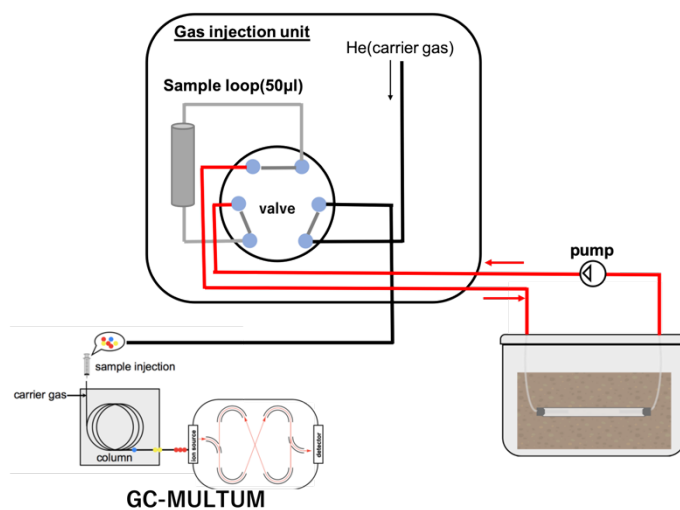 Gas injection unit
He(carrier gas)
Sample loop(50μl)
valve
pump
sample injection
carrier gas
column
ion source
detector
GC-MULTUM